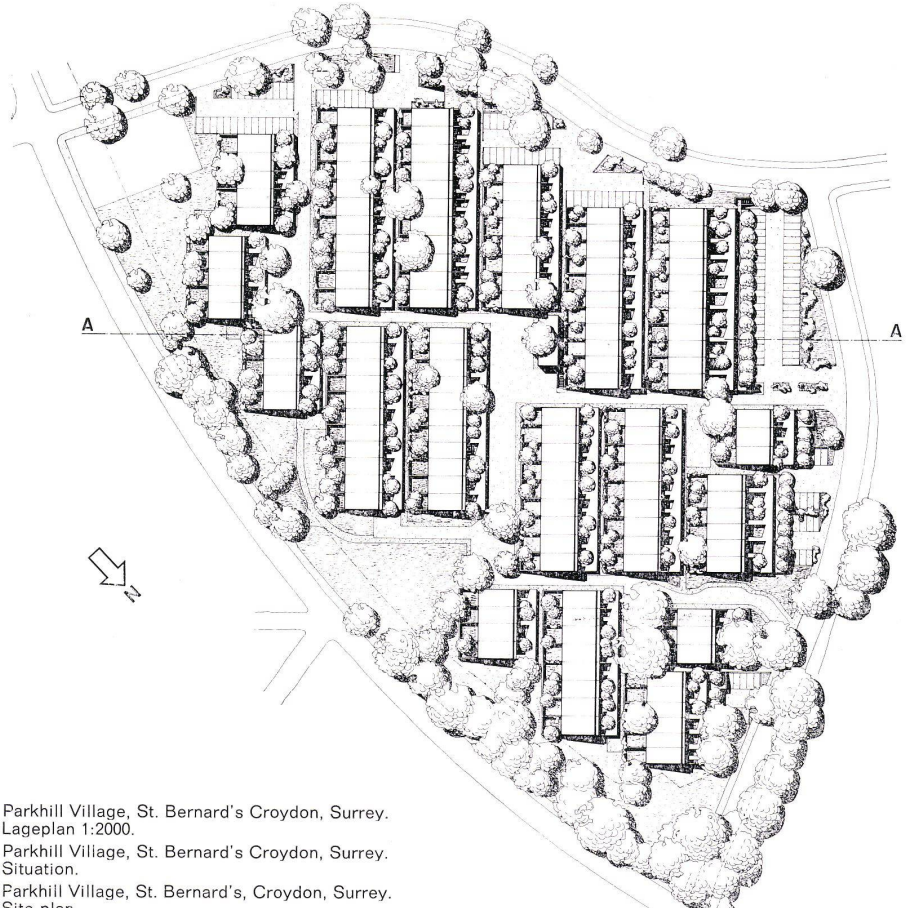 A
A
N
Parkhill Village, St. Bernard's Croydon, Surrey.
Lageplan 1:2000.
Parkhill Village, St. Bernard's Croydon, Surrey.
Situation.
Parkhill Village, St. Bernard's, Croydon, Surrey.
Site plan.